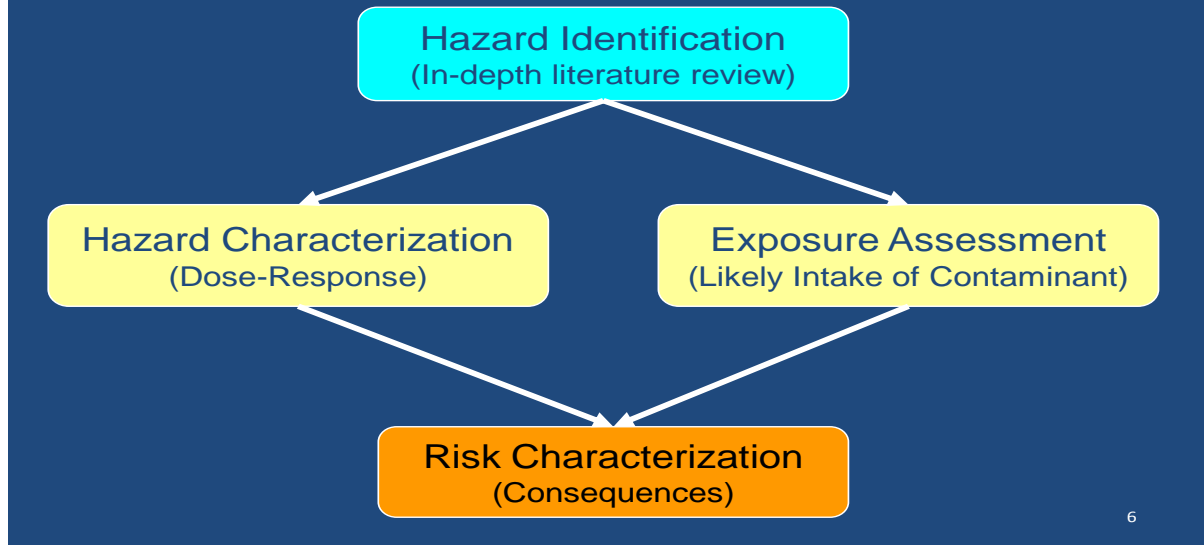 Hazard Identification
(In-depth literature review)
Hazard Characterization
(Dose-Response)
Exposure Assessment
(Likely Intake of Contaminant)
Risk Characterization
(Consequences)
6